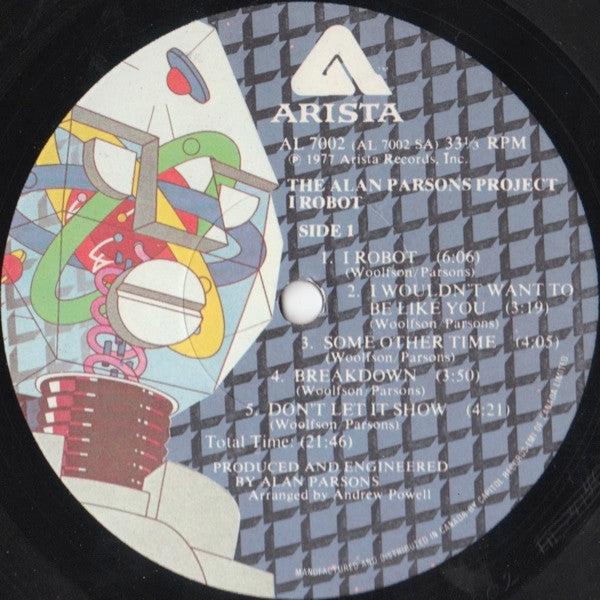 ARISTA
AL 7002 (AL 7002 SA) 33⅓ RPM
℗ 1977 Arista Records, Inc.
THE ALAN PARSONS PROJECT
I ROBOT
SIDE 1
1. I ROBOT (6:06)
(Woolfson/Parsons)
2. I WOULDN'T WANT TO
BE LIKE YOU (3:19)
(Woolfson/Parsons)
3. SOME OTHER TIME (4:05)
(Woolfson/Parsons)
4. BREAKDOWN (3:50)
(Woolfson/Parsons)
5. DON'T LET IT SHOW (4:21)
(Woolfson/Parsons)
Total Time: (21:46)
PRODUCED AND ENGINEERED
BY ALAN PARSONS
Arranged by Andrew Powell
MANUFACTURED AND DISTRIBUTED IN CANADA BY CAPITOL RECORDS-EMI OF CANADA LIMITED